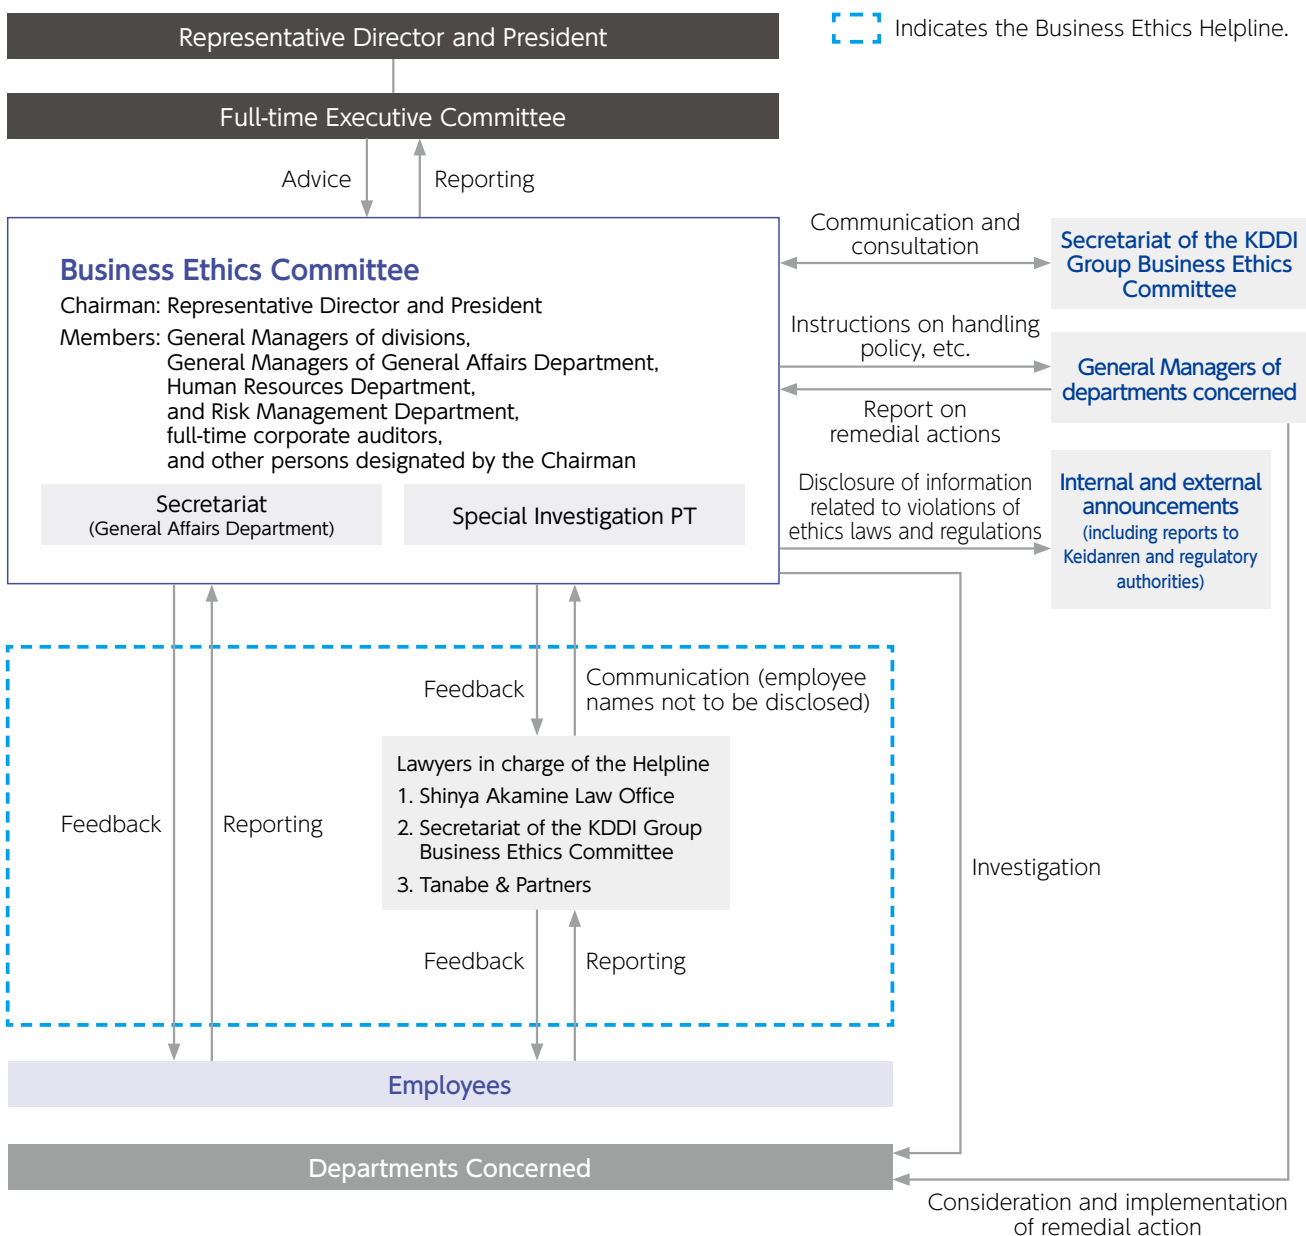 Representative Director and President
Indicates the Business Ethics Helpline.
Full-time Executive Committee
Advice
Reporting
Business Ethics Committee
Chairman: Representative Director and President
Members: General Managers of divisions,
General Managers of General Affairs Department,
Human Resources Department,
and Risk Management Department,
full-time corporate auditors,
and other persons designated by the Chairman
Secretariat
(General Affairs Department)
Special Investigation PT
Communication and
consultation
Secretariat of the KDDI
Group Business Ethics
Committee
Instructions on handling
policy, etc.
General Managers of
departments concerned
Report on
remedial actions
Disclosure of information
related to violations of
ethics laws and regulations
Internal and external
announcements
(including reports to
Keidanren and regulatory
authorities)
Feedback
Communication (employee
names not to be disclosed)
Lawyers in charge of the Helpline
1. Shinya Akamine Law Office
2. Secretariat of the KDDI Group
Business Ethics Committee
3. Tanabe & Partners
Feedback
Reporting
Investigation
Feedback
Reporting
Employees
Departments Concerned
Consideration and implementation
of remedial action